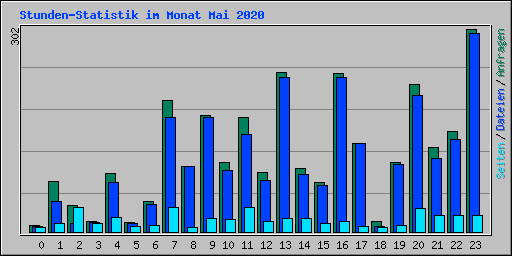 Stunden-Statistik im Monat Mai 2020
302
Seiten / Dateien / Anfragen
0 1 2 3 4 5 6 7 8 9 10 11 12 13 14 15 16 17 18 19 20 21 22 23